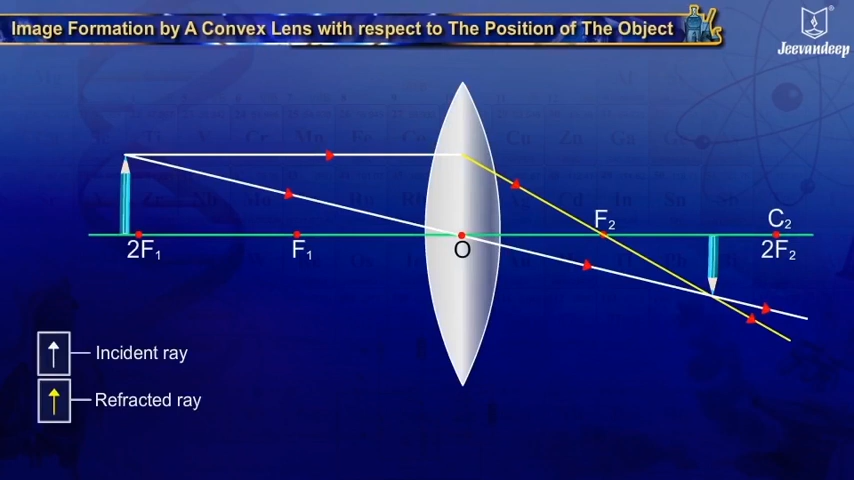 Image Formation by A Convex Lens with respect to The Position of The Object
Jeevandeep
2F₁
F₁
O
F₂
C₂
2F₂
Incident ray
Refracted ray